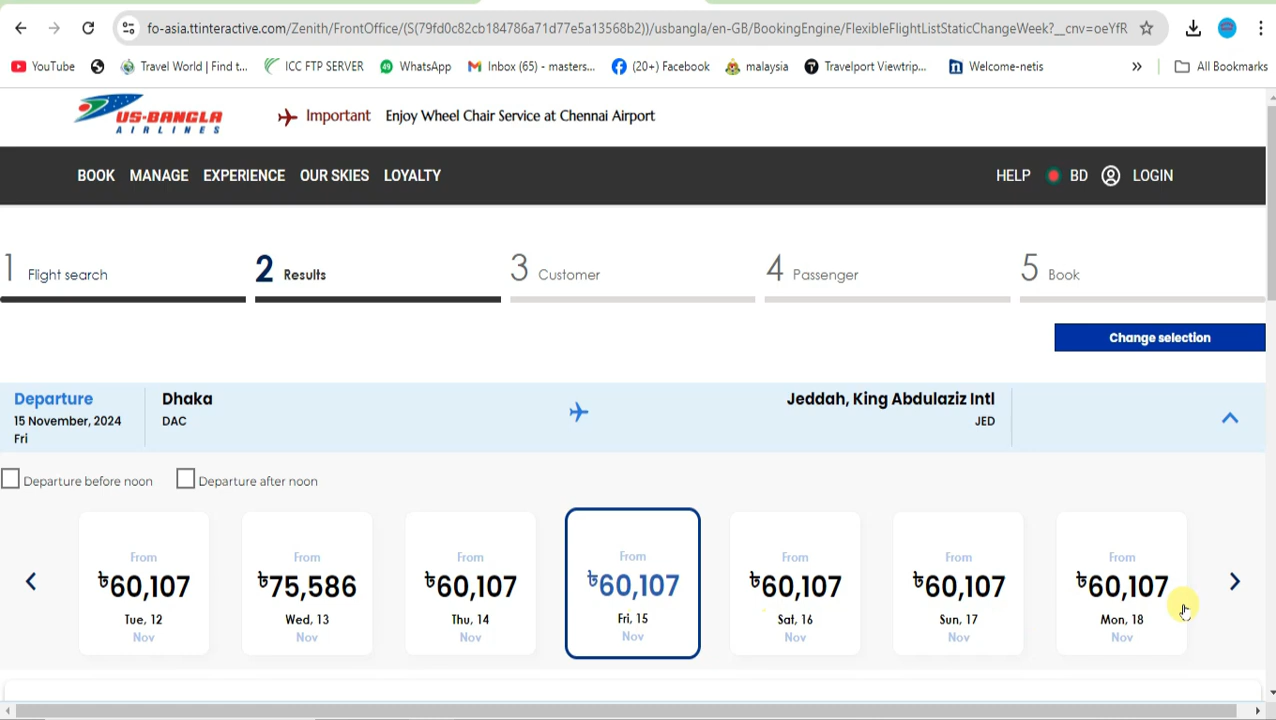 fo-asia.ttinteractive.com/Zenith/FrontOffice/(S(79fd0c82cb184786a71d77e5a13568b2))/usbangla/en-GB/BookingEngine/FlexibleFlightListStaticChangeWeek?__cnv=oeYfR
YouTube Travel World | Find t... ICC FTP SERVER WhatsApp Inbox (65) - masters... (20+) Facebook malaysia Travelport Viewtrip... Welcome-netis » All Bookmarks
US-BANGLA
AIRLINES
Important Enjoy Wheel Chair Service at Chennai Airport
BOOK MANAGE EXPERIENCE OUR SKIES LOYALTY HELP BD LOGIN
1 Flight search 2 Results 3 Customer 4 Passenger 5 Book
Change selection
Departure Dhaka Jeddah, King Abdulaziz Intl
15 November, 2024 DAC JED
Fri
Departure before noon Departure after noon
From From From From From From From
৳60,107 ৳75,586 ৳60,107 ৳60,107 ৳60,107 ৳60,107 ৳60,107
Tue, 12 Wed, 13 Thu, 14 Fri, 15 Sat, 16 Sun, 17 Mon, 18
Nov Nov Nov Nov Nov Nov Nov